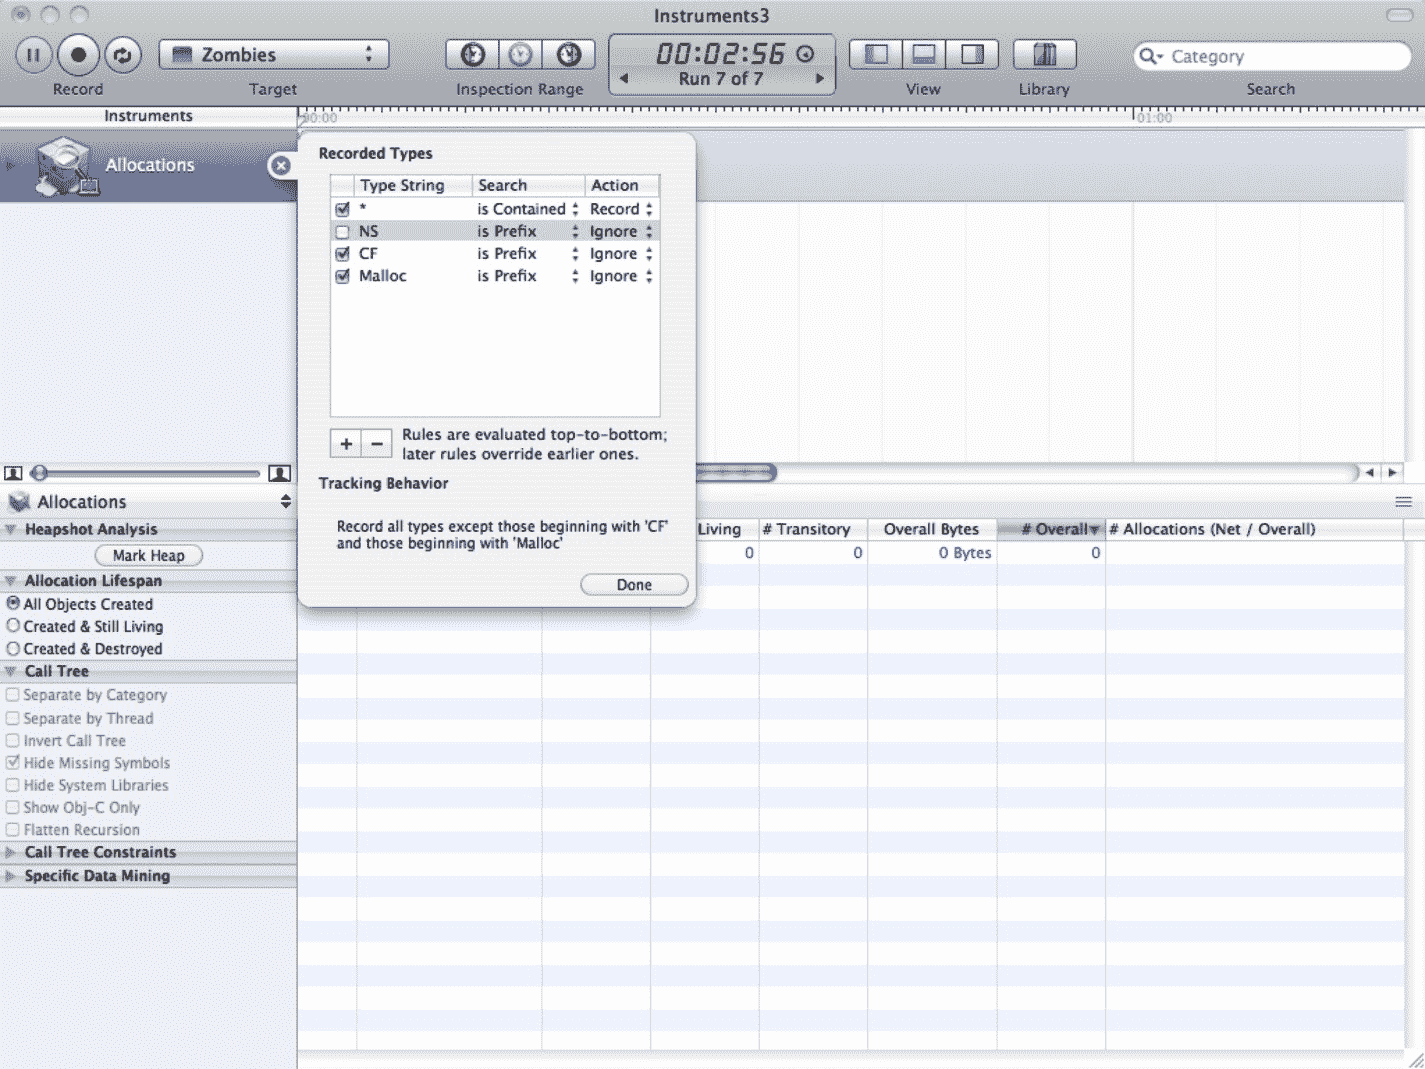 Instruments3
Zombies
00:02:56
Run 7 of 7
Category
Record
Target
Inspection Range
View
Library
Search
Instruments
00:00
01:00
Allocations
Recorded Types
Type String Search Action
* is Contained Record
NS is Prefix Ignore
CF is Prefix Ignore
Malloc is Prefix Ignore
+ − Rules are evaluated top-to-bottom;
later rules override earlier ones.
Tracking Behavior
Record all types except those beginning with 'CF'
and those beginning with 'Malloc'
Done
Allocations
Heapshot Analysis
Mark Heap
Allocation Lifespan
All Objects Created
Created & Still Living
Created & Destroyed
Call Tree
Separate by Category
Separate by Thread
Invert Call Tree
Hide Missing Symbols
Hide System Libraries
Show Obj-C Only
Flatten Recursion
Call Tree Constraints
Specific Data Mining
Living # Transitory Overall Bytes # Overall # Allocations (Net / Overall)
0 0 0 Bytes 0